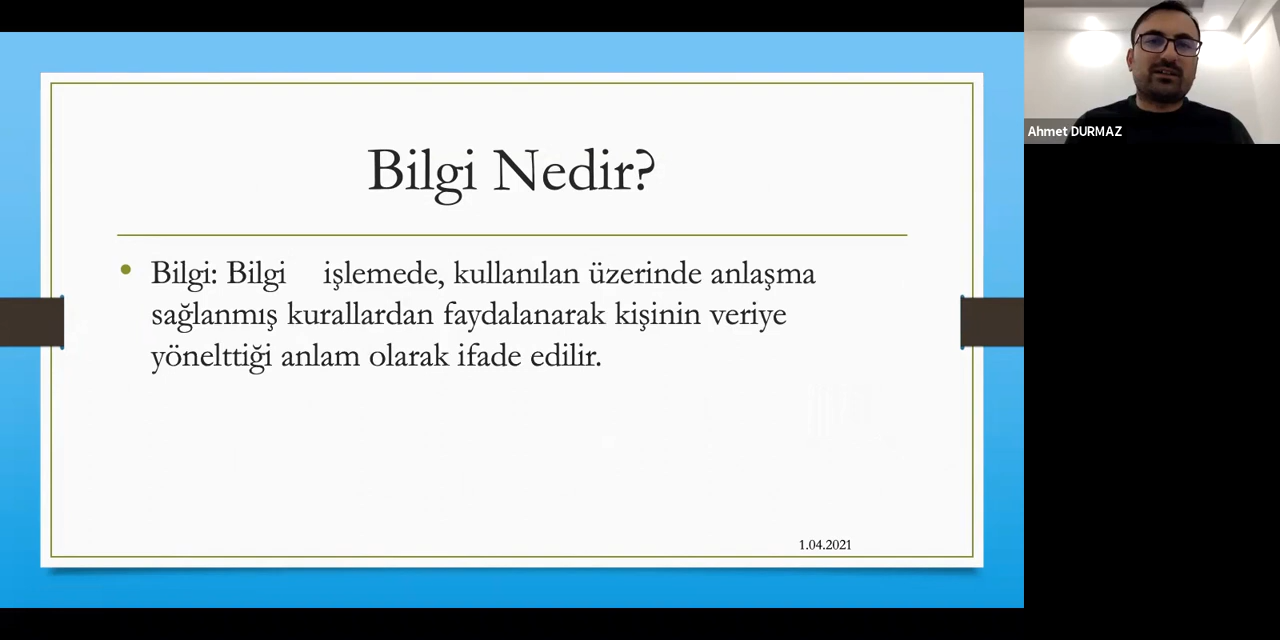 Bilgi Nedir?
• Bilgi: Bilgi işlemede, kullanılan üzerinde anlaşma
sağlanmış kurallardan faydalanarak kişinin veriye
yönelttiği anlam olarak ifade edilir.
1.04.2021
Ahmet DURMAZ